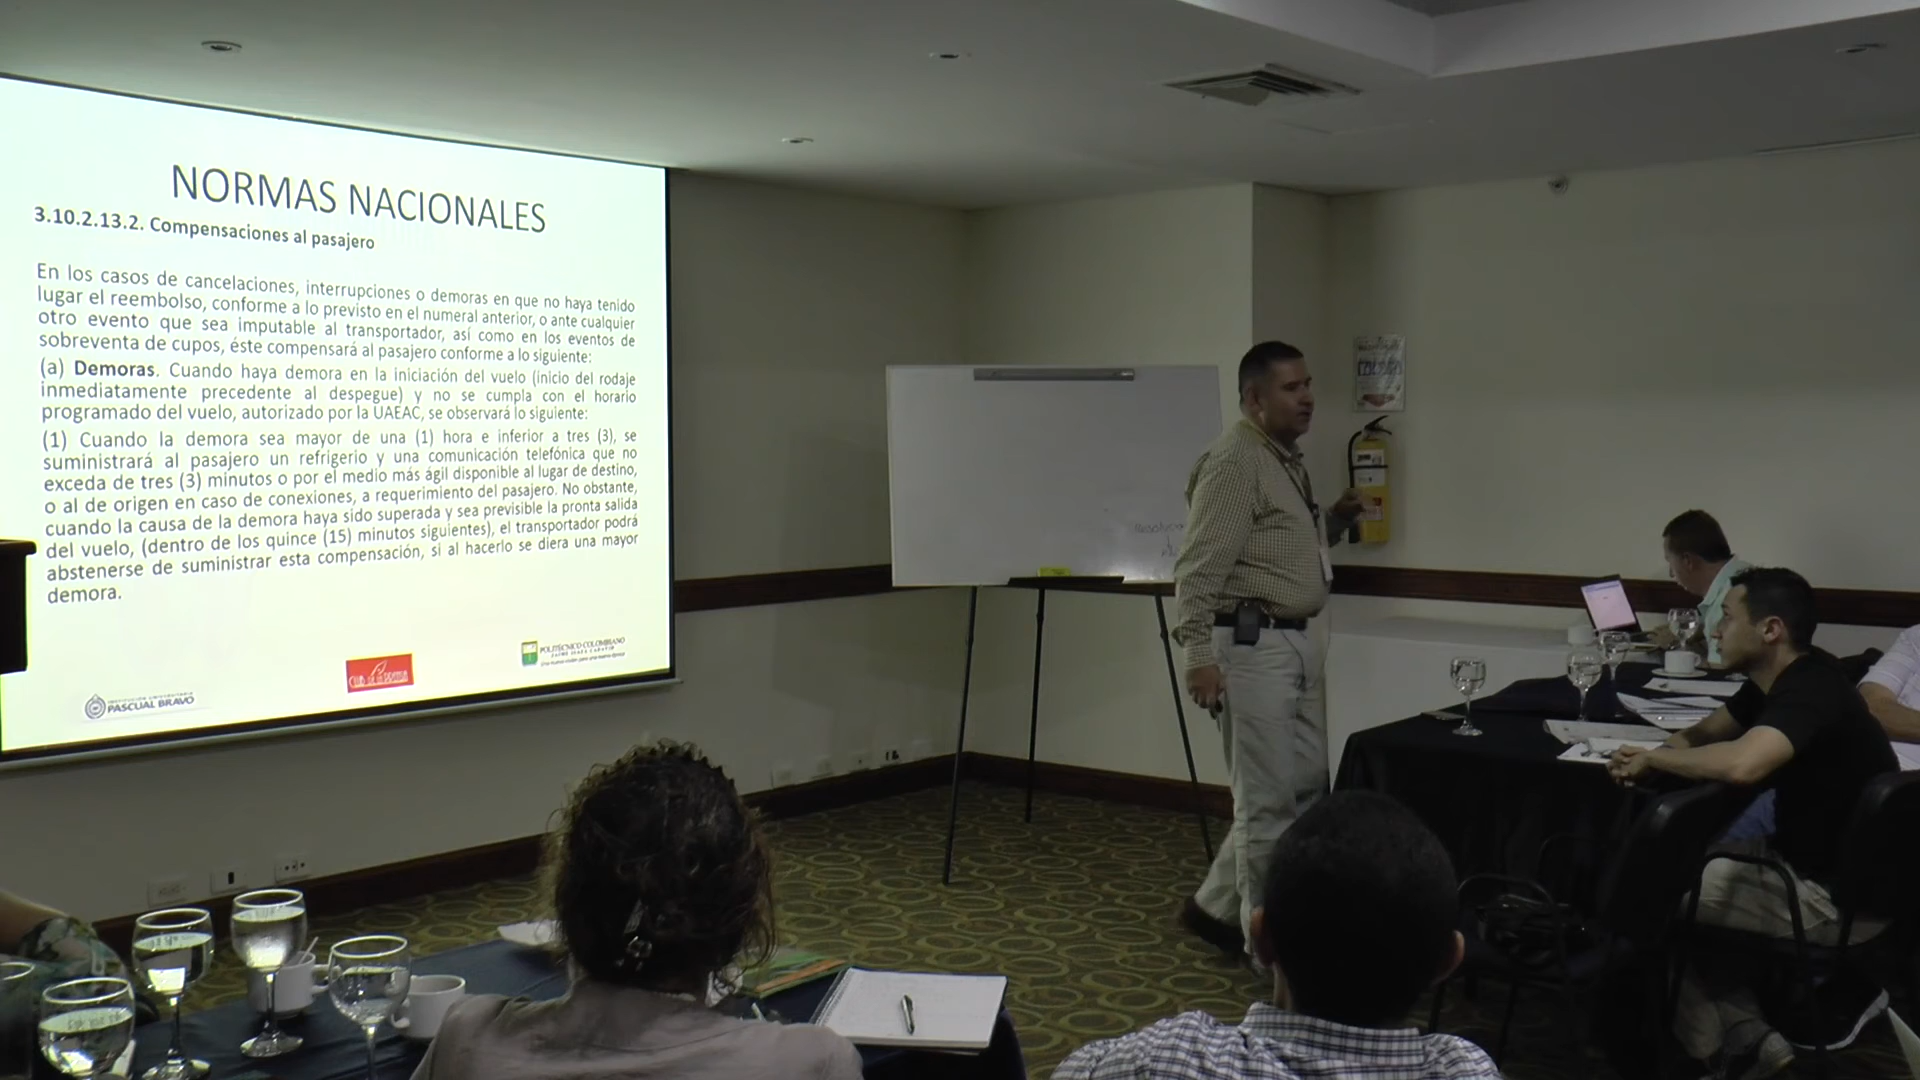 NORMAS NACIONALES
3.10.2.13.2. Compensaciones al pasajero
En los casos de cancelaciones, interrupciones o demoras en que no haya tenido
lugar el reembolso, conforme a lo previsto en el numeral anterior, o ante cualquier
otro evento que sea imputable al transportador, así como en los eventos de
sobreventa de cupos, éste compensará al pasajero conforme a lo siguiente:
(a) Demoras. Cuando haya demora en la iniciación del vuelo (inicio del rodaje
inmediatamente precedente al despegue) y no se cumpla con el horario
programado del vuelo, autorizado por la UAEAC, se observará lo siguiente:
(1) Cuando la demora sea mayor de una (1) hora e inferior a tres (3), se
suministrará al pasajero un refrigerio y una comunicación telefónica que no
exceda de tres (3) minutos o por el medio más ágil disponible al lugar de destino,
o al de origen en caso de conexiones, a requerimiento del pasajero. No obstante,
cuando la causa de la demora haya sido superada y sea previsible la pronta salida
del vuelo, (dentro de los quince (15) minutos siguientes), el transportador podrá
abstenerse de suministrar esta compensación, si al hacerlo se diera una mayor
demora.
POLITÉCNICO COLOMBIANO
JAIME ISAZA CADAVID
CLUB DE LA PRENSA
INSTITUCIÓN UNIVERSITARIA
PASCUAL BRAVO